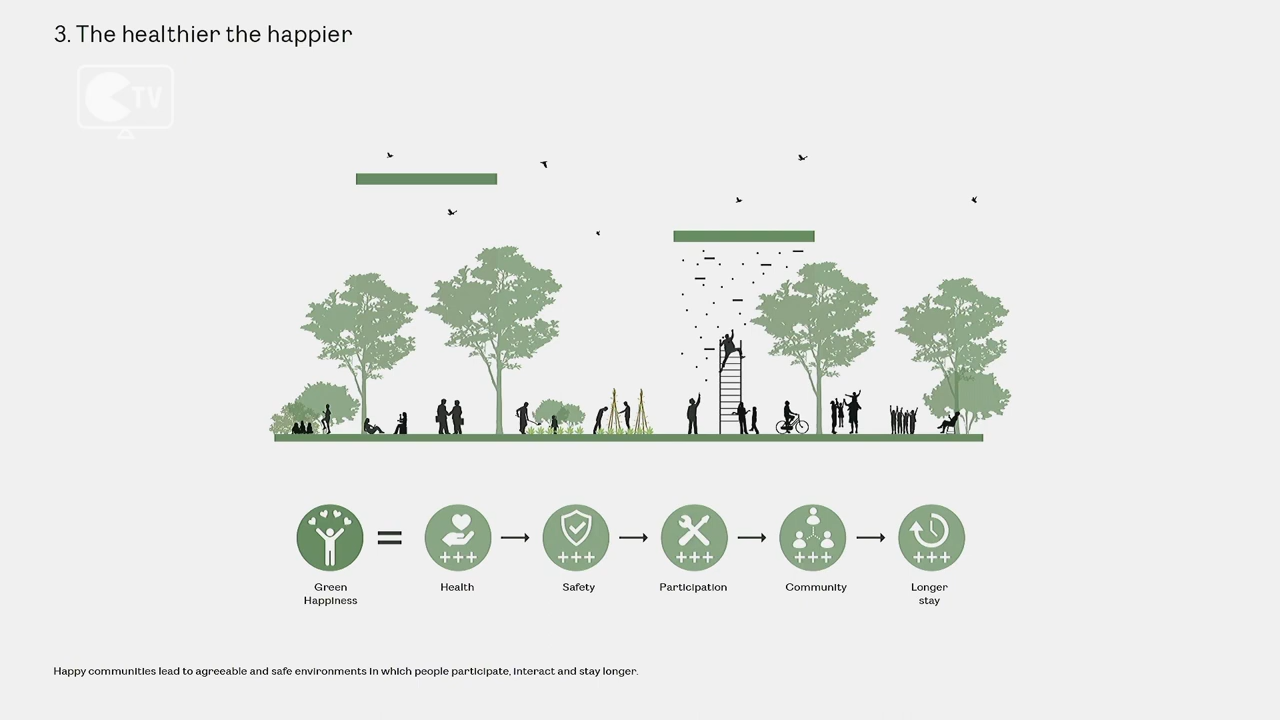 3. The healthier the happier
TV
Green
Happiness
Health
Safety
Participation
Community
Longer
stay
Happy communities lead to agreeable and safe environments in which people participate, interact and stay longer.